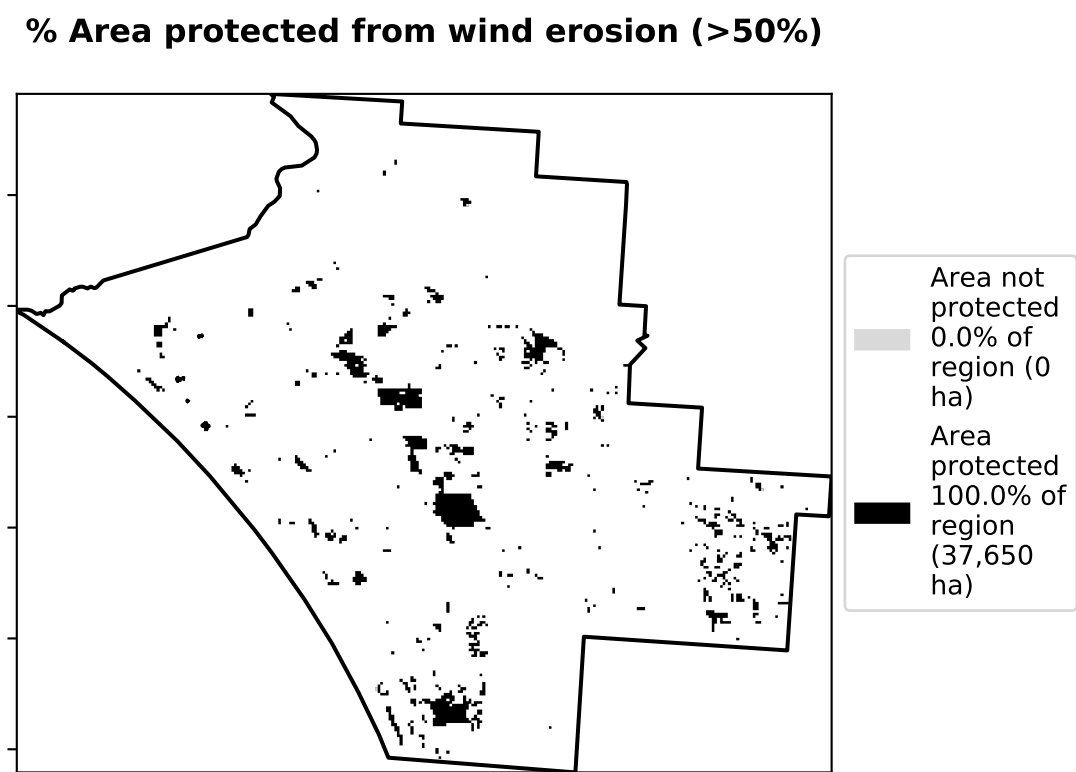 % Area protected from wind erosion (>50%)
Area not
protected
0.0% of
region (0
ha)
Area
protected
100.0% of
region
(37,650
ha)